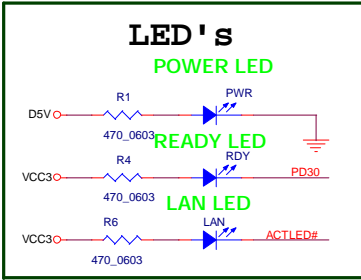 LED's
POWER LED
R1 PWR
D5V
470_0603
READY LED
R4 RDY
VCC3 PD30
470_0603
LAN LED
R6 LAN
VCC3 ACTLED#
470_0603